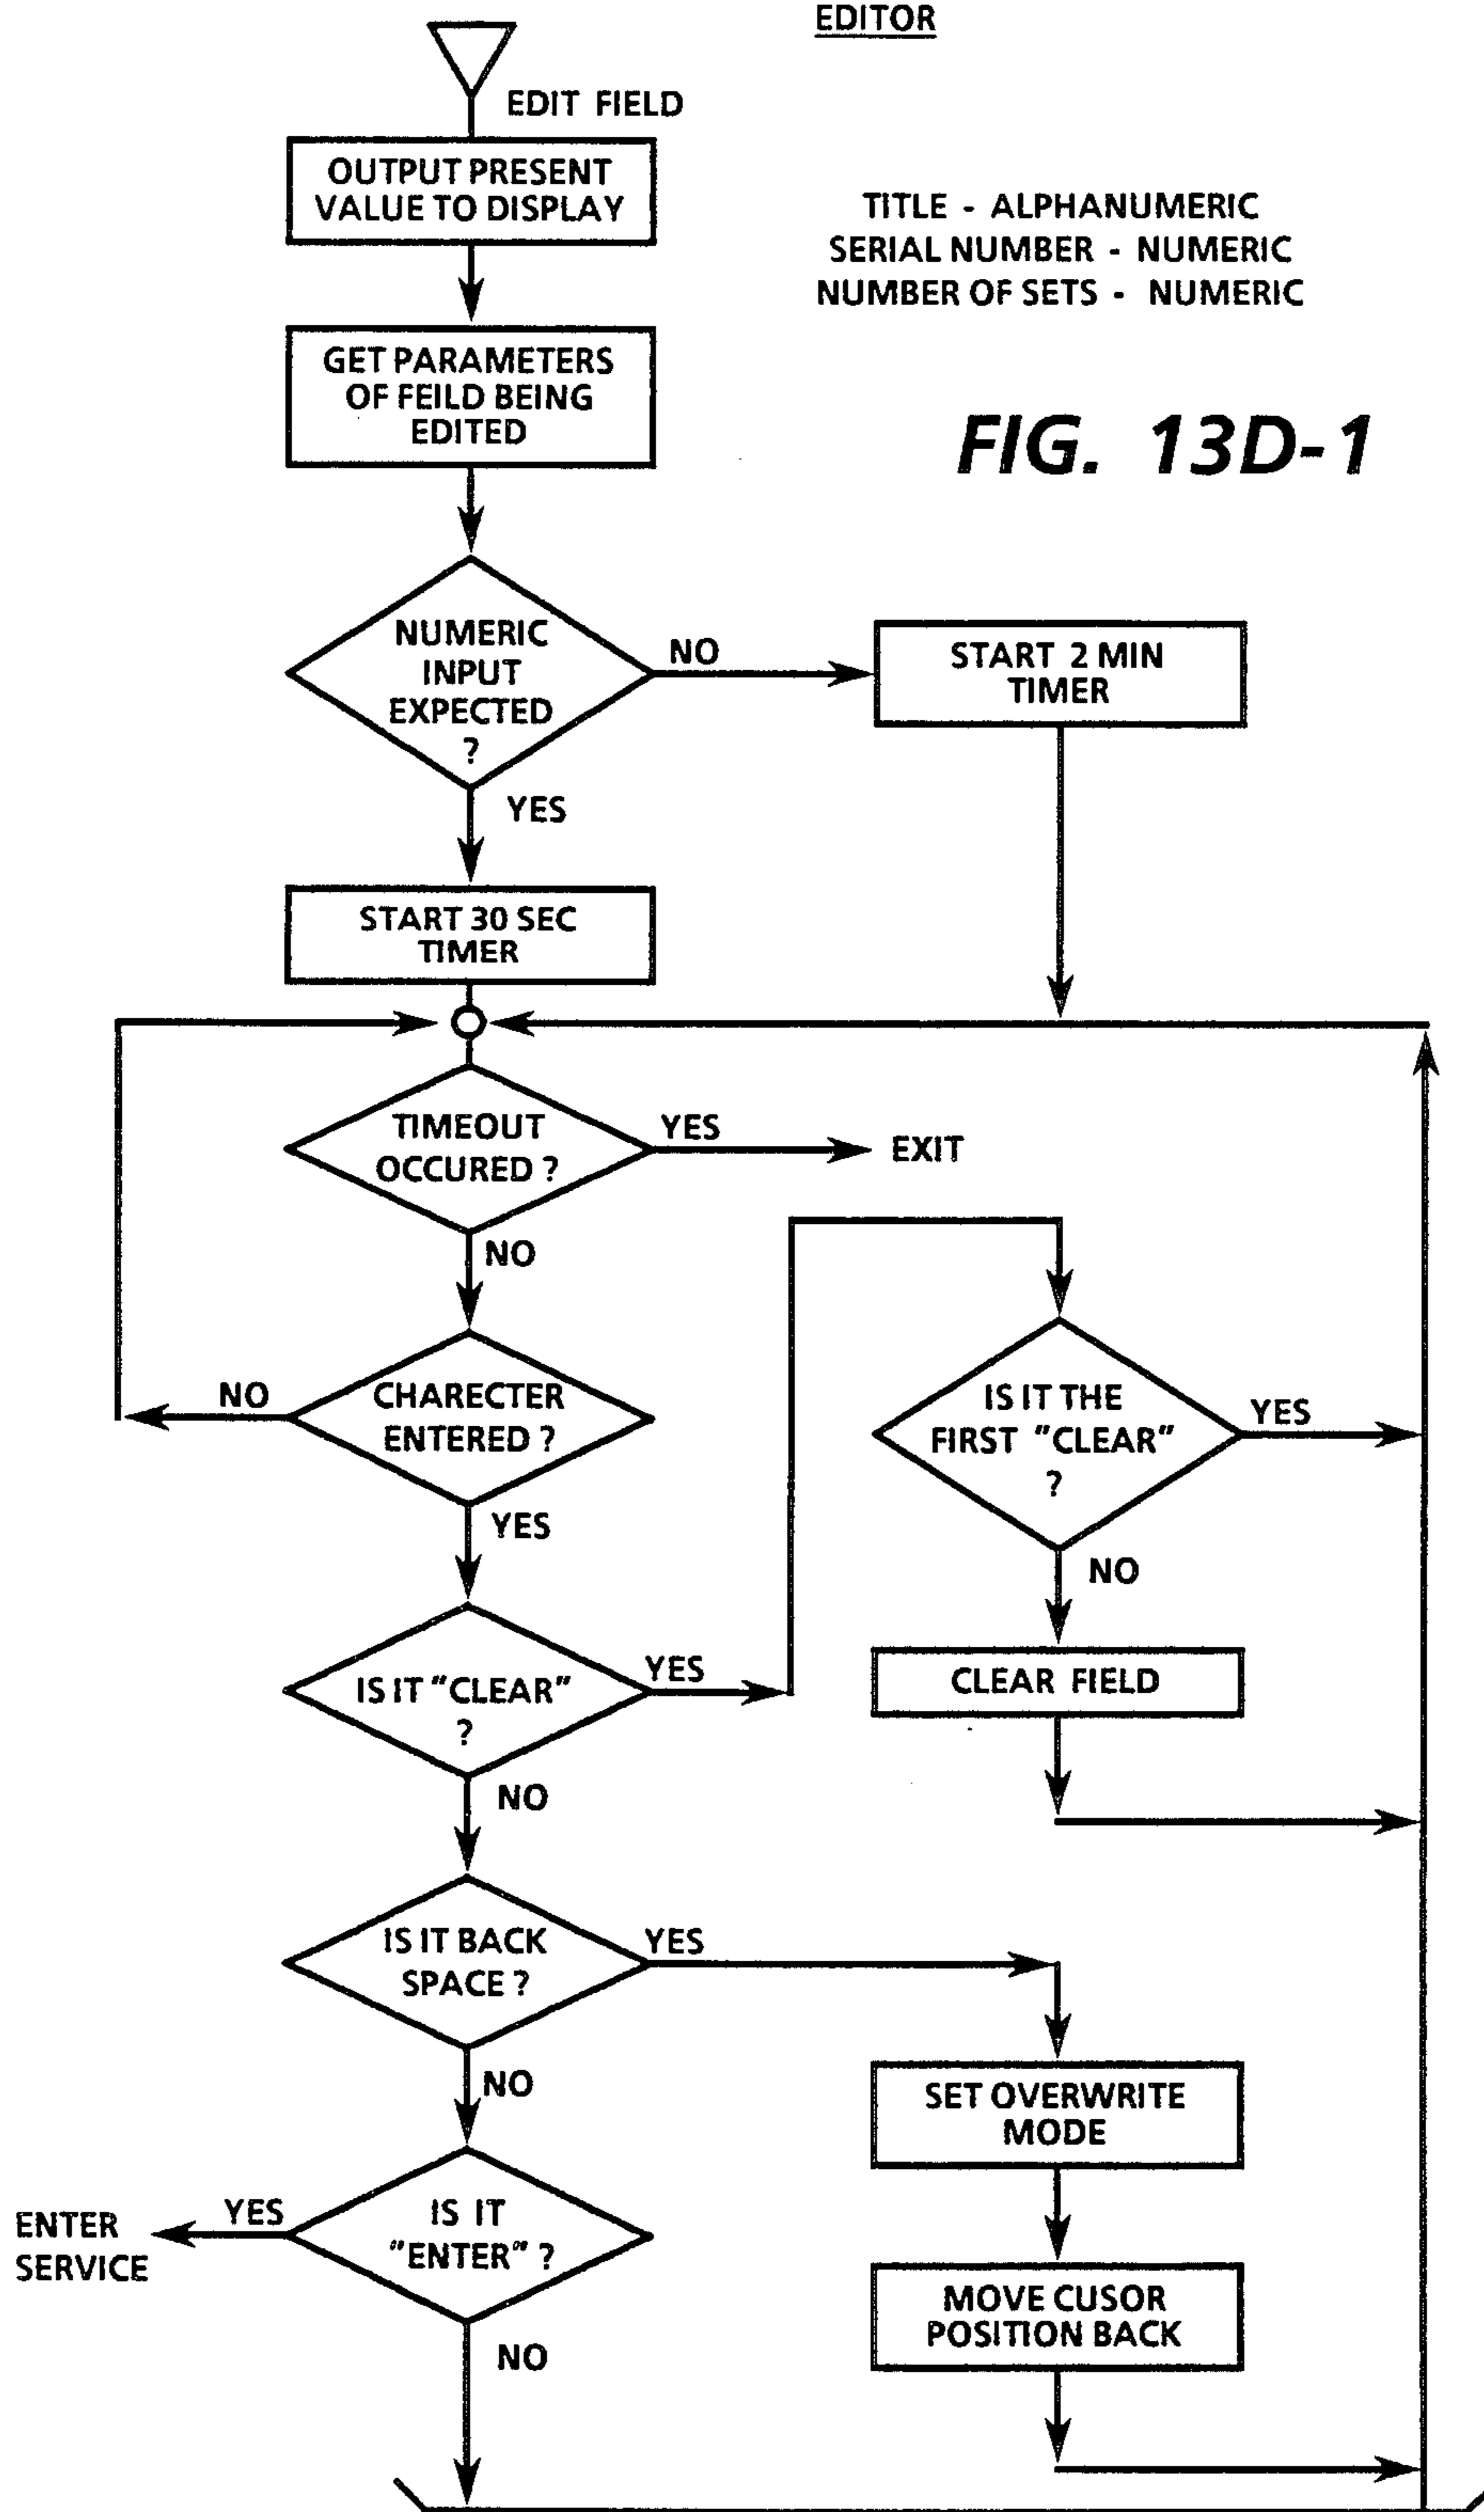 EDITOR
EDIT FIELD
OUTPUT PRESENT
VALUE TO DISPLAY
TITLE - ALPHANUMERIC
SERIAL NUMBER - NUMERIC
NUMBER OF SETS - NUMERIC
GET PARAMETERS
OF FEILD BEING
EDITED
FIG. 13D-1
NUMERIC
INPUT
EXPECTED
?
NO
START 2 MIN
TIMER
YES
START 30 SEC
TIMER
TIMEOUT
OCCURED ?
YES
EXIT
NO
CHARECTER
ENTERED ?
NO
YES
IS IT THE
FIRST "CLEAR"
?
YES
NO
CLEAR FIELD
IS IT "CLEAR"
?
YES
NO
IS IT BACK
SPACE ?
YES
NO
SET OVERWRITE
MODE
MOVE CUSOR
POSITION BACK
IS IT
"ENTER" ?
YES
ENTER
SERVICE
NO